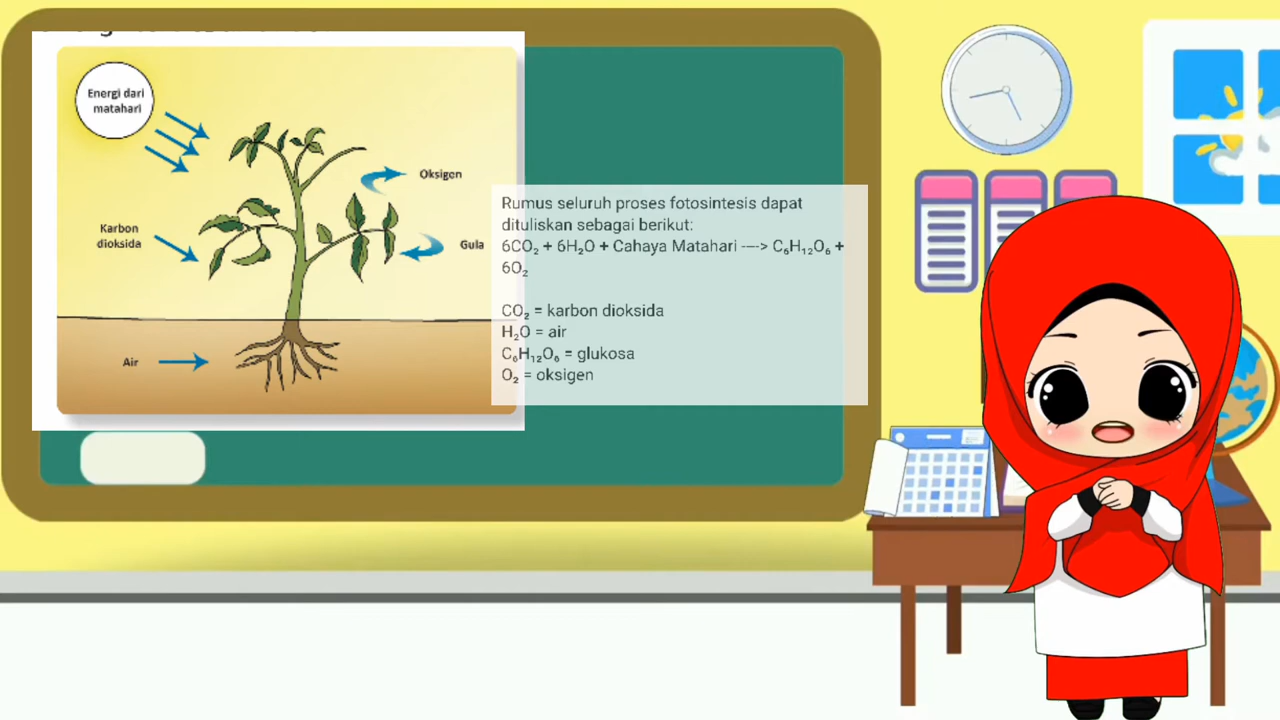 Energi dari
matahari
Oksigen
Karbon
dioksida
Gula
Air
Rumus seluruh proses fotosintesis dapat
dituliskan sebagai berikut:
6CO₂ + 6H₂O + Cahaya Matahari ---> C₆H₁₂O₆ +
6O₂
CO₂ = karbon dioksida
H₂O = air
C₆H₁₂O₆ = glukosa
O₂ = oksigen